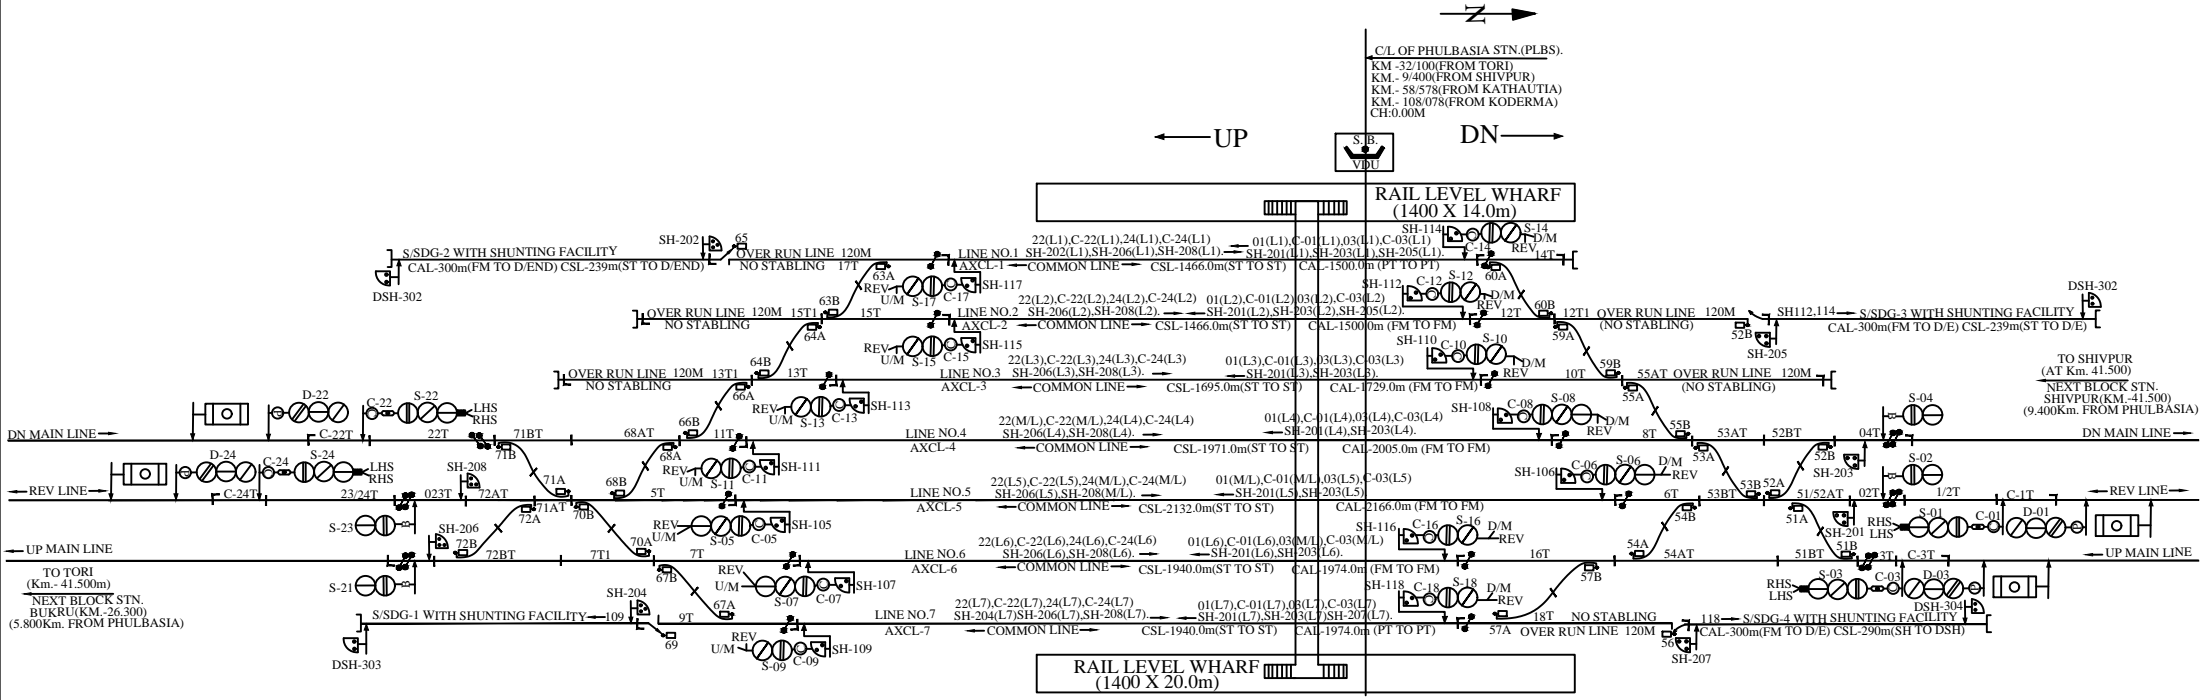 N
C/L OF PHULBASIA STN.(PLBS).
KM -32/100(FROM TORI)
KM.- 9/400(FROM SHIVPUR)
KM.- 58/578(FROM KATHAUTIA)
KM.- 108/078(FROM KODERMA)
CH:0.00M
UP
DN
S. B.
VDU
RAIL LEVEL WHARF
(1400 X 14.0m)
DSH-302
S/SDG-2 WITH SHUNTING FACILITY
CAL-300m(FM TO D/END) CSL-239m(ST TO D/END)
SH-202
65
OVER RUN LINE 120M
NO STABLING 17T
63A
LINE NO.1
AXCL-1
22(L1),C-22(L1),24(L1),C-24(L1)
SH-202(L1),SH-206(L1),SH-208(L1).
COMMON LINE
CSL-1466.0m(ST TO ST)
01(L1),C-01(L1),03(L1),C-03(L1)
SH-201(L1),SH-203(L1),SH-205(L1).
CAL-1500.0m (PT TO PT)
SH-114
C-14
S-14
D/M
REV
14T
60A
REV
U/M
S-17
C-17
SH-117
OVER RUN LINE 120M
NO STABLING
15T1
63B
64A
15T
LINE NO.2
AXCL-2
22(L2),C-22(L2),24(L2),C-24(L2)
SH-206(L2),SH-208(L2).
COMMON LINE
CSL-1466.0m(ST TO ST)
01(L2),C-01(L2),03(L2),C-03(L2)
SH-201(L2),SH-203(L2),SH-205(L2).
CAL-1500.0m (FM TO FM)
SH-112
C-12
S-12
D/M
REV
12T
60B
59A
12T1 OVER RUN LINE 120M
(NO STABLING)
52B
SH-205
SH112,114
S/SDG-3 WITH SHUNTING FACILITY
CAL-300m(FM TO D/E) CSL-239m(ST TO D/E)
DSH-302
REV
U/M
S-15
C-15
SH-115
OVER RUN LINE 120M
NO STABLING
13T1
64B
66A
13T
LINE NO.3
AXCL-3
22(L3),C-22(L3),24(L3),C-24(L3)
SH-206(L3),SH-208(L3).
COMMON LINE
CSL-1695.0m(ST TO ST)
01(L3),C-01(L3),03(L3),C-03(L3)
SH-201(L3),SH-203(L3).
CAL-1729.0m (FM TO FM)
SH-110
C-10
S-10
D/M
REV
10T
59B
55A
55AT OVER RUN LINE 120M
(NO STABLING)
TO SHIVPUR
(AT Km. 41.500)
NEXT BLOCK STN.
SHIVPUR(KM.-41.500)
(9.400Km. FROM PHULBASIA)
REV
U/M
S-13
C-13
SH-113
DN MAIN LINE
D-22
C-22
S-22
LHS
RHS
C-22T
22T
71B
71BT
68AT
66B
68A
11T
LINE NO.4
AXCL-4
22(M/L),C-22(M/L),24(L4),C-24(L4)
SH-206(L4),SH-208(L4).
COMMON LINE
CSL-1971.0m(ST TO ST)
01(L4),C-01(L4),03(L4),C-03(L4)
SH-201(L4),SH-203(L4).
CAL-2005.0m (FM TO FM)
SH-108
C-08
S-08
D/M
REV
8T
55B
53A
53AT
52BT
52B
04T
SH-203
S-04
DN MAIN LINE
REV
U/M
S-11
C-11
SH-111
REV LINE
D-24
C-24
S-24
LHS
RHS
C-24T
23/24T
023T
SH-208
72AT
72A
71A
71AT
70B
68B
5T
LINE NO.5
AXCL-5
22(L5),C-22(L5),24(M/L),C-24(M/L)
SH-206(L5),SH-208(M/L).
COMMON LINE
CSL-2132.0m(ST TO ST)
01(M/L),C-01(M/L),03(L5),C-03(L5)
SH-201(L5),SH-203(L5).
CAL-2166.0m (FM TO FM)
SH-106
C-06
S-06
D/M
REV
6T
54B
53BT
53B
52A
51A
51/52AT
02T
SH-201
S-02
1/2T
C-1T
REV LINE
RHS
LHS
S-01
C-01
D-01
S-23
REV
U/M
S-05
C-05
SH-105
UP MAIN LINE
SH-206
72B
72BT
7T1
70A
67B
7T
LINE NO.6
AXCL-6
22(L6),C-22(L6),24(L6),C-24(L6)
SH-206(L6),SH-208(L6).
COMMON LINE
CSL-1940.0m(ST TO ST)
01(L6),C-01(L6),03(M/L),C-03(M/L)
SH-201(L6),SH-203(L6).
CAL-1974.0m (FM TO FM)
SH-116
C-16
S-16
D/M
REV
16T
57B
54A
54AT
51BT
51B
3T
C-3T
UP MAIN LINE
RHS
LHS
S-03
C-03
D-03
TO TORI
(Km.- 41.500m)
NEXT BLOCK STN.
BUKRU(KM.-26.300)
(5.800Km. FROM PHULBASIA)
S-21
REV
U/M
S-07
C-07
SH-107
S/SDG-1 WITH SHUNTING FACILITY
109
DSH-303
SH-204
69
9T
67A
LINE NO.7
AXCL-7
22(L7),C-22(L7),24(L7),C-24(L7)
SH-204(L7)SH-206(L7),SH-208(L7).
COMMON LINE
CSL-1940.0m(ST TO ST)
01(L7),C-01(L7),03(L7),C-03(L7)
SH-201(L7),SH-203(L7)SH-207(L7).
CAL-1974.0m (PT TO PT)
SH-118
C-18
S-18
D/M
REV
57A
18T
NO STABLING
OVER RUN LINE 120M
56
SH-207
118
S/SDG-4 WITH SHUNTING FACILITY
CAL-300m(FM TO D/E) CSL-290m(SH TO DSH)
DSH-304
REV
U/M
S-09
C-09
SH-109
RAIL LEVEL WHARF
(1400 X 20.0m)